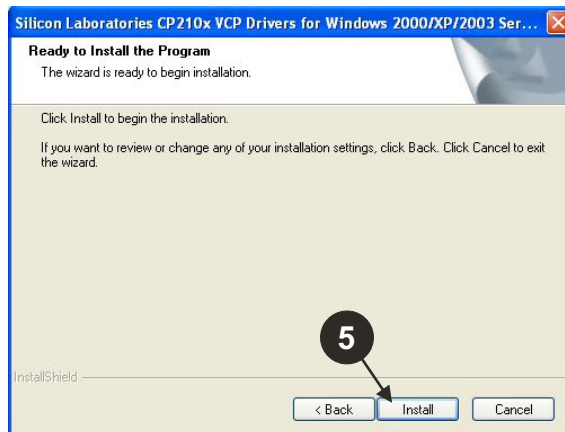 Silicon Laboratories CP210x VCP Drivers for Windows 2000/XP/2003 Ser...
Ready to Install the Program
The wizard is ready to begin installation.
Click Install to begin the installation.
If you want to review or change any of your installation settings, click Back. Click Cancel to exit
the wizard.
5
InstallShield
< Back Install Cancel